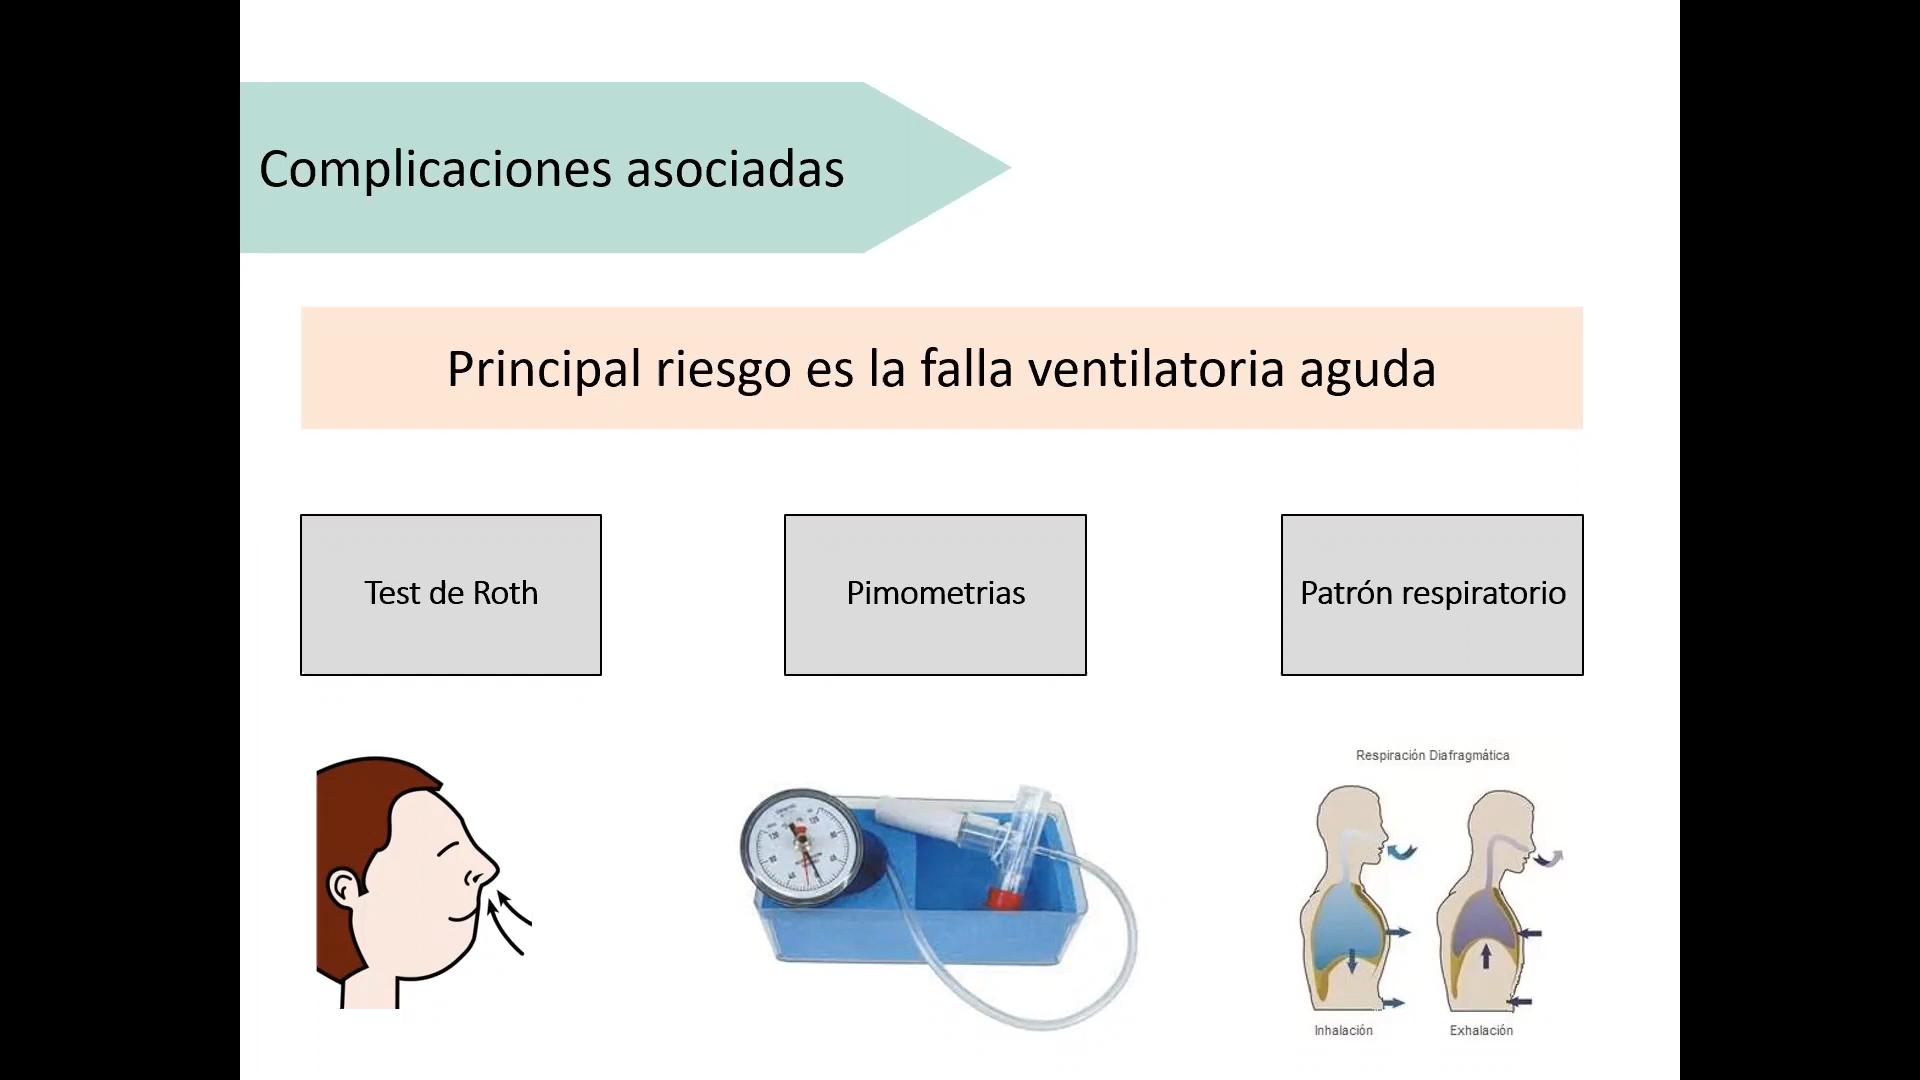 Complicaciones asociadas
Principal riesgo es la falla ventilatoria aguda
Test de Roth
Pimometrias
Patrón respiratorio
Respiración Diafragmática
Inhalación
Exhalación